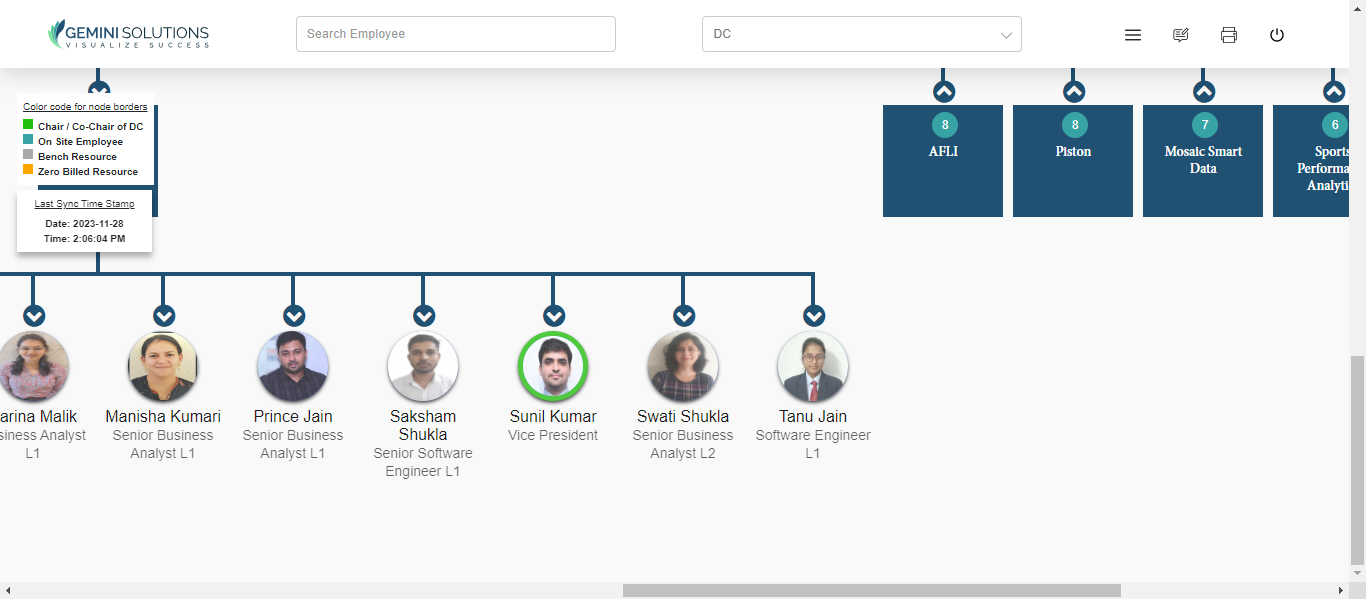 GEMINI SOLUTIONS
VISUALIZE SUCCESS
Search Employee
DC
Color code for node borders
Chair / Co-Chair of DC
On Site Employee
Bench Resource
Zero Billed Resource
Last Sync Time Stamp
Date: 2023-11-28
Time: 2:06:04 PM
8
AFLI
8
Piston
7
Mosaic Smart
Data
6
Sports
Performa
Analyti
arina Malik
siness Analyst
L1
Manisha Kumari
Senior Business
Analyst L1
Prince Jain
Senior Business
Analyst L1
Saksham
Shukla
Senior Software
Engineer L1
Sunil Kumar
Vice President
Swati Shukla
Senior Business
Analyst L2
Tanu Jain
Software Engineer
L1